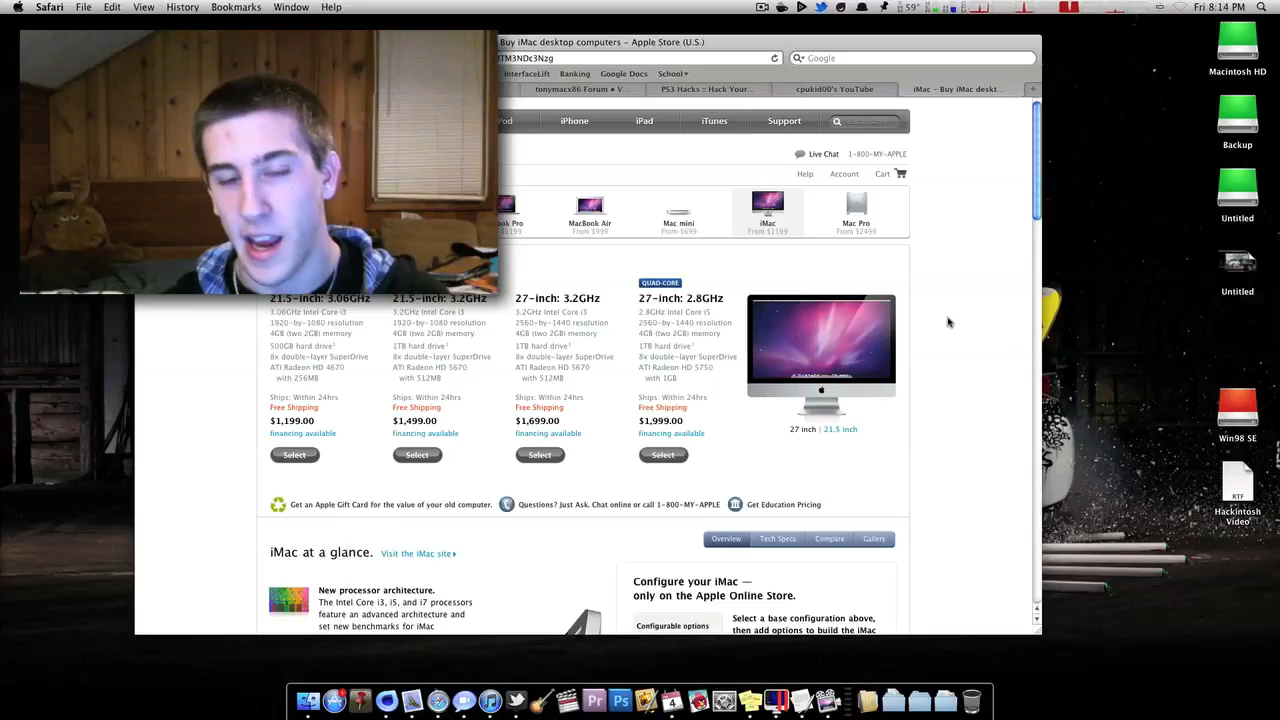 Safari File Edit View History Bookmarks Window Help
59° Fri 8:14 PM
Buy iMac desktop computers – Apple Store (U.S.)
TM3NDc3Nzg
Google
InterfaceLift Banking Google Docs School
tonymacx86 Forum • V... PS3 Hacks :: Hack Your... cpukid00's YouTube iMac – Buy iMac deskt...
iPhone iPad iTunes Support
Live Chat 1-800-MY-APPLE
Help Account Cart
MacBook Air Mac mini iMac Mac Pro
From $999 From $699 From $1199 From $2499
QUAD-CORE
21.5-inch: 3.06GHz
3.06GHz Intel Core i3
1920-by-1080 resolution
4GB (two 2GB) memory
500GB hard drive¹
8x double-layer SuperDrive
ATI Radeon HD 4670
with 256MB
Ships: Within 24hrs
Free Shipping
$1,199.00
financing available
Select
21.5-inch: 3.2GHz
3.2GHz Intel Core i3
1920-by-1080 resolution
4GB (two 2GB) memory
1TB hard drive¹
8x double-layer SuperDrive
ATI Radeon HD 5670
with 512MB
Ships: Within 24hrs
Free Shipping
$1,499.00
financing available
Select
27-inch: 3.2GHz
3.2GHz Intel Core i3
2560-by-1440 resolution
4GB (two 2GB) memory
1TB hard drive¹
8x double-layer SuperDrive
ATI Radeon HD 5670
with 512MB
Ships: Within 24hrs
Free Shipping
$1,699.00
financing available
Select
27-inch: 2.8GHz
2.8GHz Intel Core i5
2560-by-1440 resolution
4GB (two 2GB) memory
1TB hard drive¹
8x double-layer SuperDrive
ATI Radeon HD 5750
with 1GB
Ships: Within 24hrs
Free Shipping
$1,999.00
financing available
Select
27 inch | 21.5 inch
Get an Apple Gift Card for the value of your old computer. Questions? Just Ask. Chat online or call 1-800-MY-APPLE Get Education Pricing
iMac at a glance. Visit the iMac site
Overview Tech Specs Compare Gallery
New processor architecture.
The Intel Core i3, i5, and i7 processors
feature an advanced architecture and
set new benchmarks for iMac
Configure your iMac —
only on the Apple Online Store.
Configurable options
Select a base configuration above,
then add options to build the iMac
Macintosh HD
Backup
Untitled
Untitled
Win98 SE
RTF
Hackintosh
Video